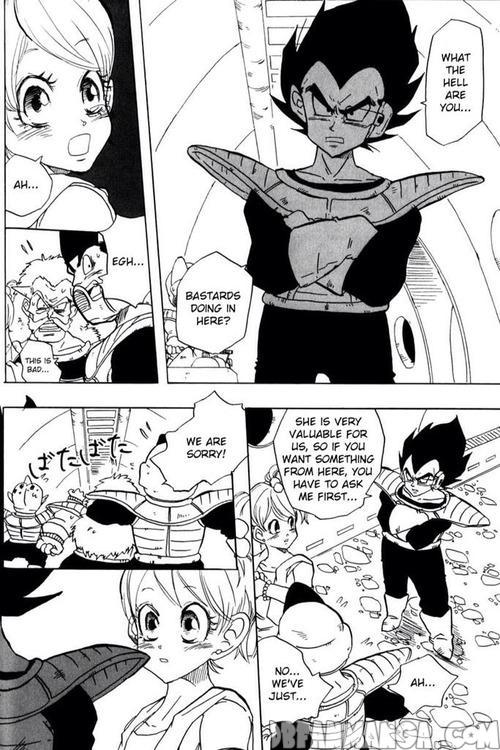 WHAT
THE
HELL
ARE
YOU...
BASTARDS
DOING IN
HERE?
AH...
EGH...
THIS IS
BAD...
SHE IS VERY
VALUABLE FOR
US, SO IF YOU
WANT SOMETHING
FROM HERE, YOU
HAVE TO ASK
ME FIRST...
AH...
NO...
WE'VE
JUST...
WE ARE
SORRY!
ばたばた